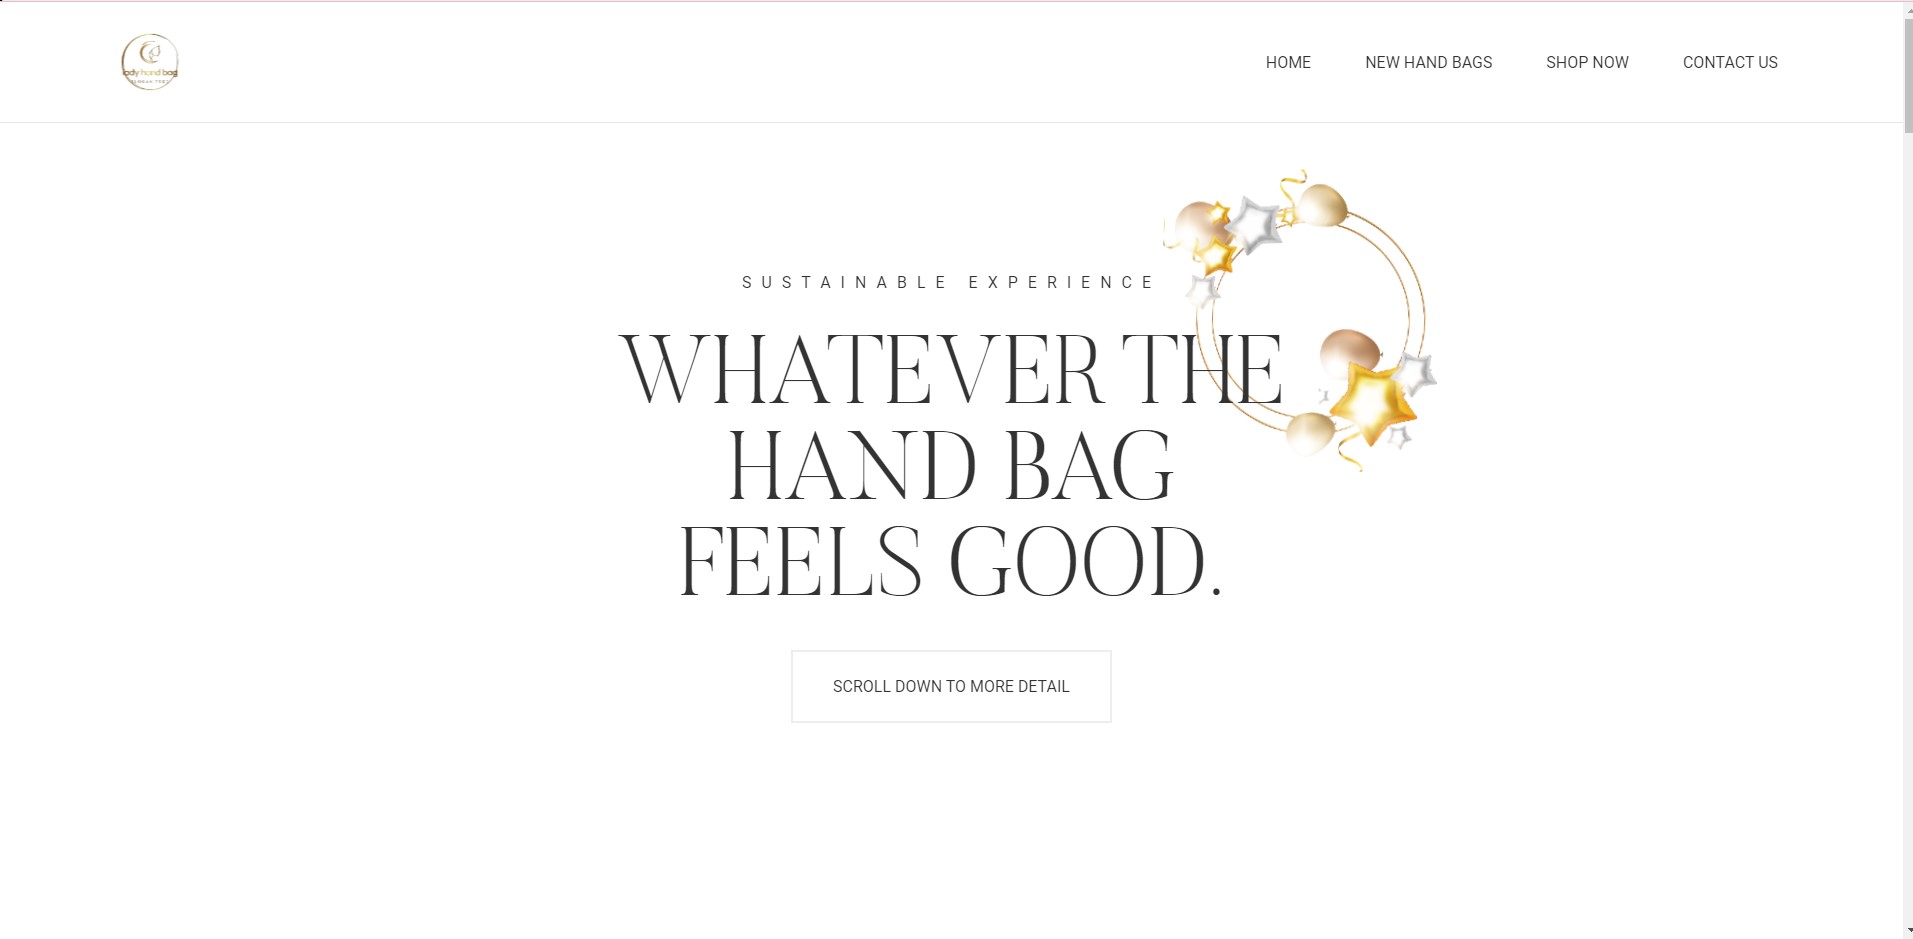 lady hand bag
HOME
NEW HAND BAGS
SHOP NOW
CONTACT US
SUSTAINABLE EXPERIENCE
WHATEVER THE
HAND BAG
FEELS GOOD.
SCROLL DOWN TO MORE DETAIL